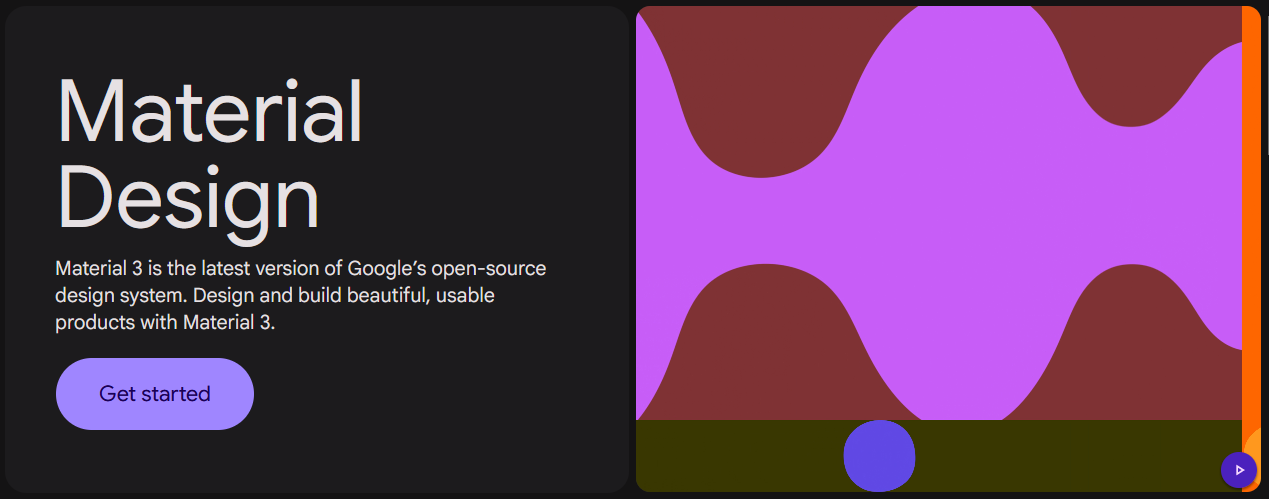 Material
Design
Material 3 is the latest version of Google’s open-source
design system. Design and build beautiful, usable
products with Material 3.
Get started